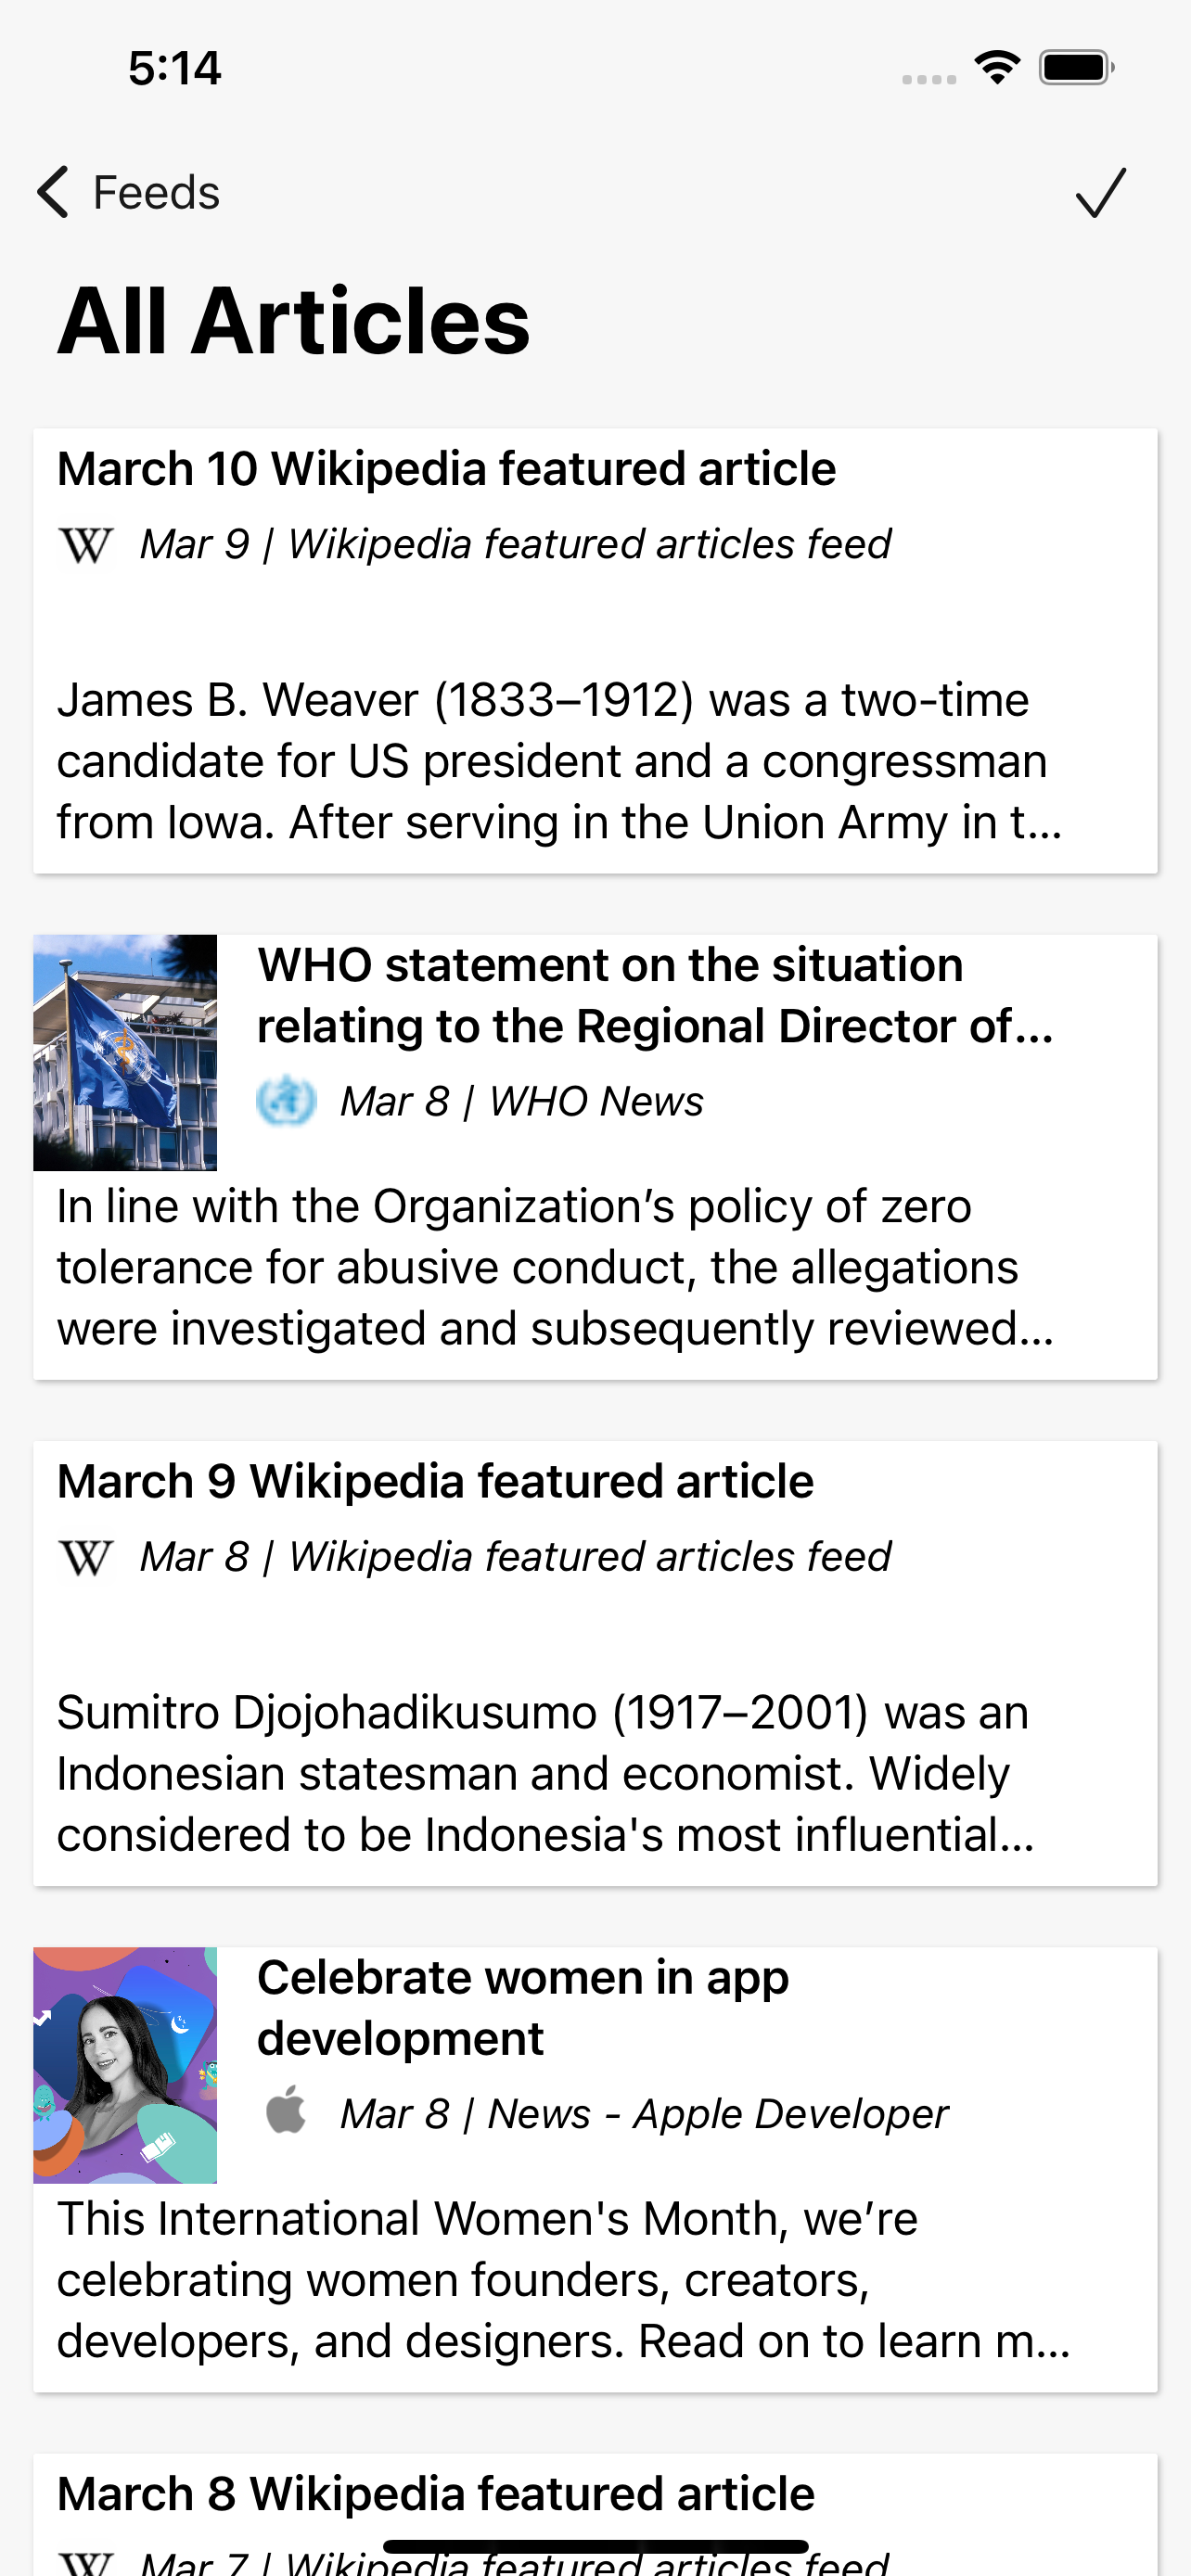 5:14
Feeds
All Articles
March 10 Wikipedia featured article
W Mar 9 | Wikipedia featured articles feed
James B. Weaver (1833–1912) was a two-time
candidate for US president and a congressman
from Iowa. After serving in the Union Army in t...
WHO statement on the situation
relating to the Regional Director of...
Mar 8 | WHO News
In line with the Organization’s policy of zero
tolerance for abusive conduct, the allegations
were investigated and subsequently reviewed...
March 9 Wikipedia featured article
W Mar 8 | Wikipedia featured articles feed
Sumitro Djojohadikusumo (1917–2001) was an
Indonesian statesman and economist. Widely
considered to be Indonesia's most influential...
Celebrate women in app
development
Mar 8 | News - Apple Developer
This International Women's Month, we’re
celebrating women founders, creators,
developers, and designers. Read on to learn m...
March 8 Wikipedia featured article
W Mar 7 | Wikipedia featured articles feed